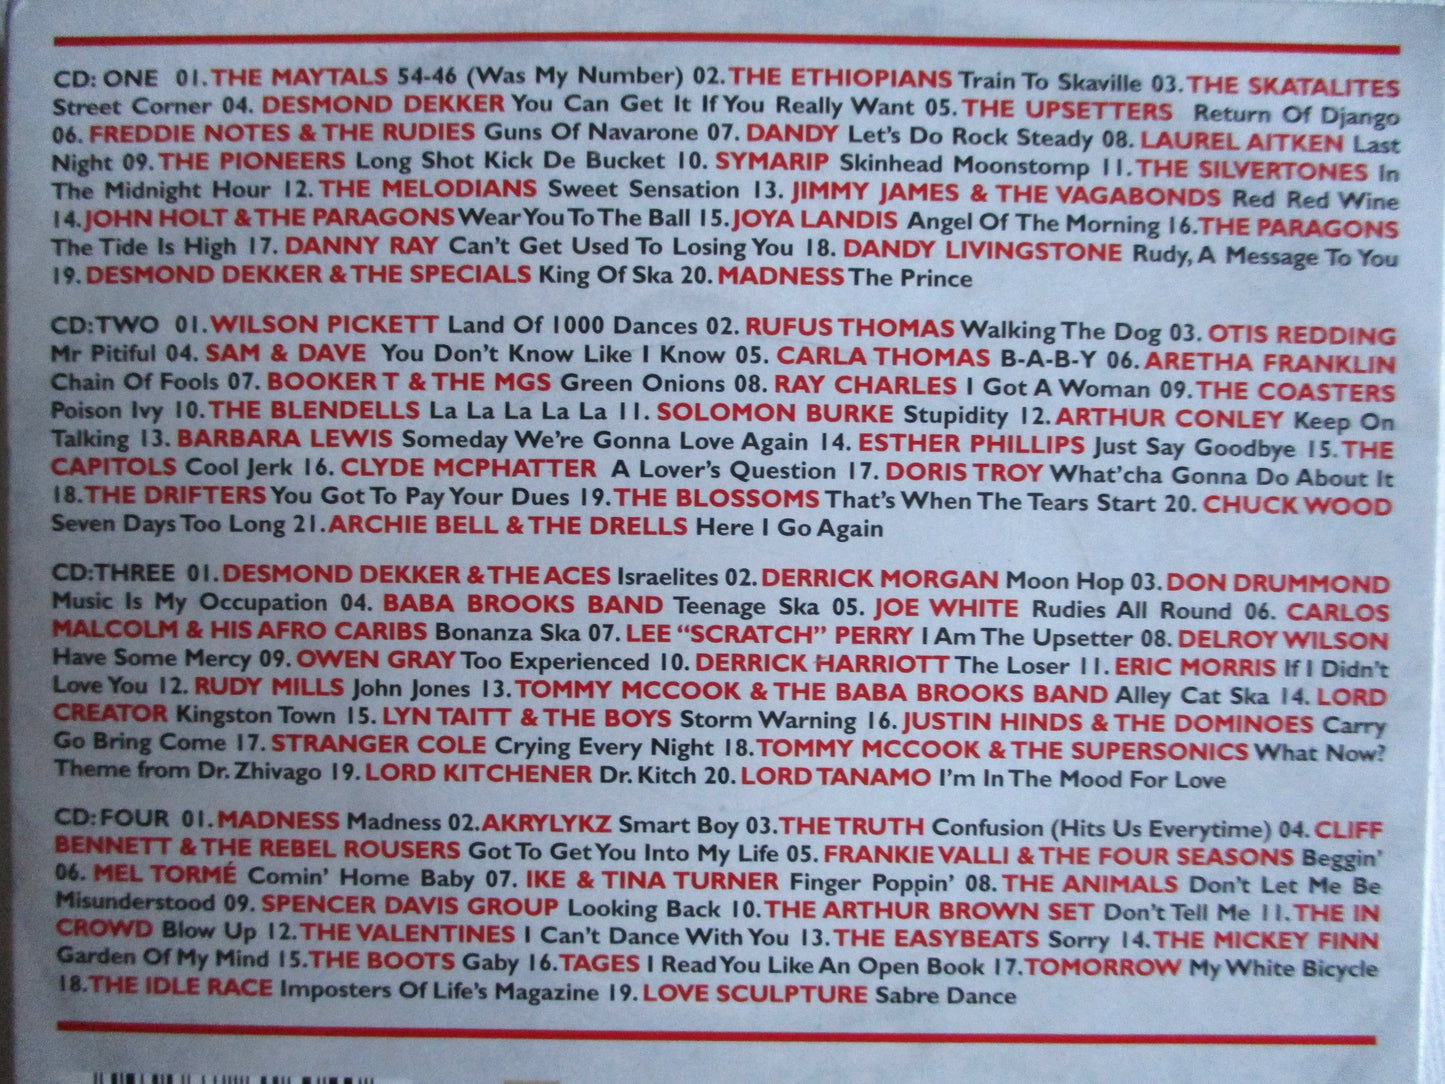 CD: ONE 01. THE MAYTALS 54-46 (Was My Number) 02. THE ETHIOPIANS Train To Skaville 03. THE SKATALITES
Street Corner 04. DESMOND DEKKER You Can Get It If You Really Want 05. THE UPSETTERS Return Of Django
06. FREDDIE NOTES & THE RUDIES Guns Of Navarone 07. DANDY Let's Do Rock Steady 08. LAUREL AITKEN Last
Night 09. THE PIONEERS Long Shot Kick De Bucket 10. SYMARIP Skinhead Moonstomp 11. THE SILVERTONES In
The Midnight Hour 12. THE MELODIANS Sweet Sensation 13. JIMMY JAMES & THE VAGABONDS Red Red Wine
14. JOHN HOLT & THE PARAGONS Wear You To The Ball 15. JOYA LANDIS Angel Of The Morning 16. THE PARAGONS
The Tide Is High 17. DANNY RAY Can't Get Used To Losing You 18. DANDY LIVINGSTONE Rudy, A Message To You
19. DESMOND DEKKER & THE SPECIALS King Of Ska 20. MADNESS The Prince
CD: TWO 01. WILSON PICKETT Land Of 1000 Dances 02. RUFUS THOMAS Walking The Dog 03. OTIS REDDING
Mr Pitiful 04. SAM & DAVE You Don't Know Like I Know 05. CARLA THOMAS B-A-B-Y 06. ARETHA FRANKLIN
Chain Of Fools 07. BOOKER T & THE MGS Green Onions 08. RAY CHARLES I Got A Woman 09. THE COASTERS
Poison Ivy 10. THE BLENDELLS La La La La La 11. SOLOMON BURKE Stupidity 12. ARTHUR CONLEY Keep On
Talking 13. BARBARA LEWIS Someday We're Gonna Love Again 14. ESTHER PHILLIPS Just Say Goodbye 15. THE
CAPITOLS Cool Jerk 16. CLYDE MCPHATTER A Lover's Question 17. DORIS TROY What'cha Gonna Do About It
18. THE DRIFTERS You Got To Pay Your Dues 19. THE BLOSSOMS That's When The Tears Start 20. CHUCK WOOD
Seven Days Too Long 21. ARCHIE BELL & THE DRELLS Here I Go Again
CD: THREE 01. DESMOND DEKKER & THE ACES Israelites 02. DERRICK MORGAN Moon Hop 03. DON DRUMMOND
Music Is My Occupation 04. BABA BROOKS BAND Teenage Ska 05. JOE WHITE Rudies All Round 06. CARLOS
MALCOLM & HIS AFRO CARIBS Bonanza Ska 07. LEE "SCRATCH" PERRY I Am The Upsetter 08. DELROY WILSON
Have Some Mercy 09. OWEN GRAY Too Experienced 10. DERRICK HARRIOTT The Loser 11. ERIC MORRIS If I Didn't
Love You 12. RUDY MILLS John Jones 13. TOMMY MCCOOK & THE BABA BROOKS BAND Alley Cat Ska 14. LORD
CREATOR Kingston Town 15. LYN TAITT & THE BOYS Storm Warning 16. JUSTIN HINDS & THE DOMINOES Carry
Go Bring Come 17. STRANGER COLE Crying Every Night 18. TOMMY MCCOOK & THE SUPERSONICS What Now?
Theme from Dr. Zhivago 19. LORD KITCHENER Dr. Kitch 20. LORD TANAMO I'm In The Mood For Love
CD: FOUR 01. MADNESS Madness 02. AKRYLYKZ Smart Boy 03. THE TRUTH Confusion (Hits Us Everytime) 04. CLIFF
BENNETT & THE REBEL ROUSERS Got To Get You Into My Life 05. FRANKIE VALLI & THE FOUR SEASONS Beggin'
06. MEL TORMÉ Comin' Home Baby 07. IKE & TINA TURNER Finger Poppin' 08. THE ANIMALS Don't Let Me Be
Misunderstood 09. SPENCER DAVIS GROUP Looking Back 10. THE ARTHUR BROWN SET Don't Tell Me 11. THE IN
CROWD Blow Up 12. THE VALENTINES I Can't Dance With You 13. THE EASYBEATS Sorry 14. THE MICKEY FINN
Garden Of My Mind 15. THE BOOTS Gaby 16. TAGES I Read You Like An Open Book 17. TOMORROW My White Bicycle
18. THE IDLE RACE Imposters Of Life's Magazine 19. LOVE SCULPTURE Sabre Dance